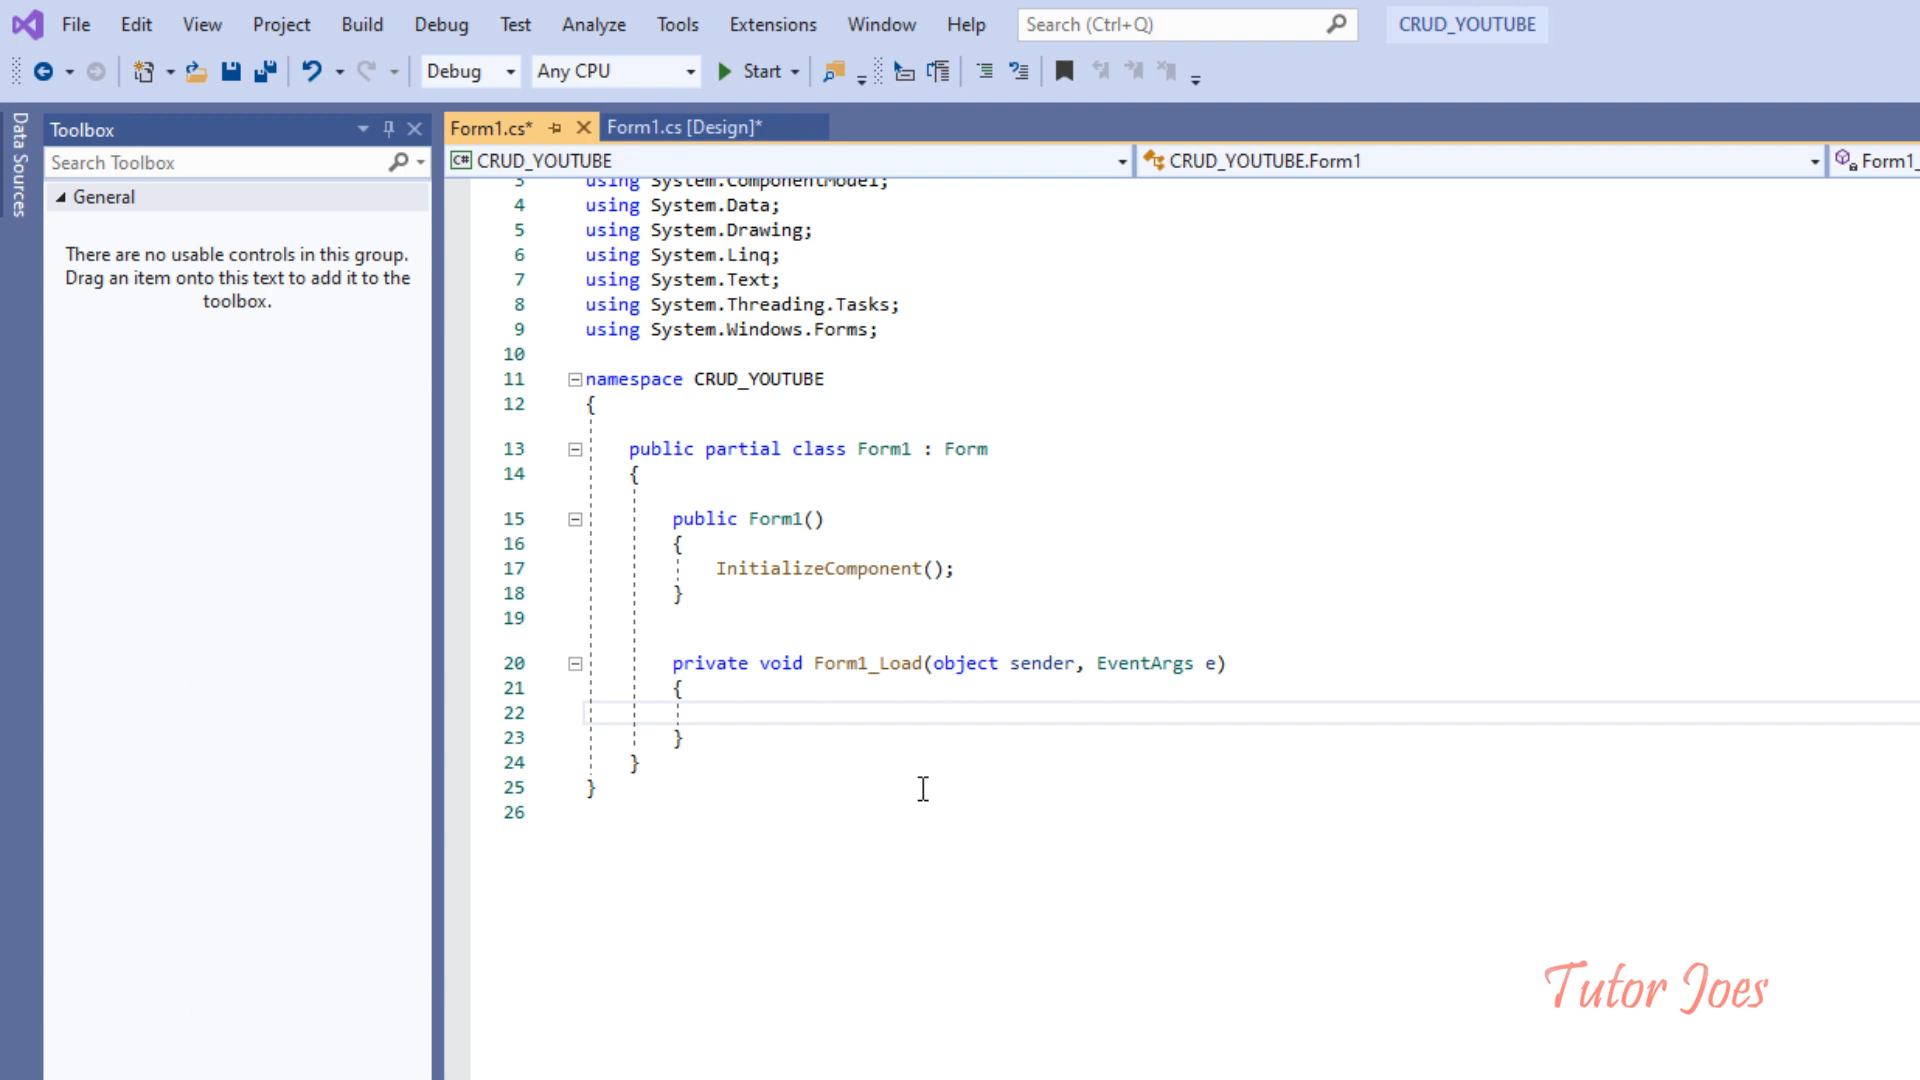 File Edit View Project Build Debug Test Analyze Tools Extensions Window Help Search (Ctrl+Q) CRUD_YOUTUBE
Debug Any CPU Start
Data Sources
Toolbox
Search Toolbox
General
There are no usable controls in this group.
Drag an item onto this text to add it to the
toolbox.
Form1.cs* Form1.cs [Design]*
C# CRUD_YOUTUBE CRUD_YOUTUBE.Form1 Form1_
3 using System.ComponentModel;
4 using System.Data;
5 using System.Drawing;
6 using System.Linq;
7 using System.Text;
8 using System.Threading.Tasks;
9 using System.Windows.Forms;
10
11 namespace CRUD_YOUTUBE
12 {
13 public partial class Form1 : Form
14 {
15 public Form1()
16 {
17 InitializeComponent();
18 }
19
20 private void Form1_Load(object sender, EventArgs e)
21 {
22
23 }
24 }
25 }
26
Tutor Joes